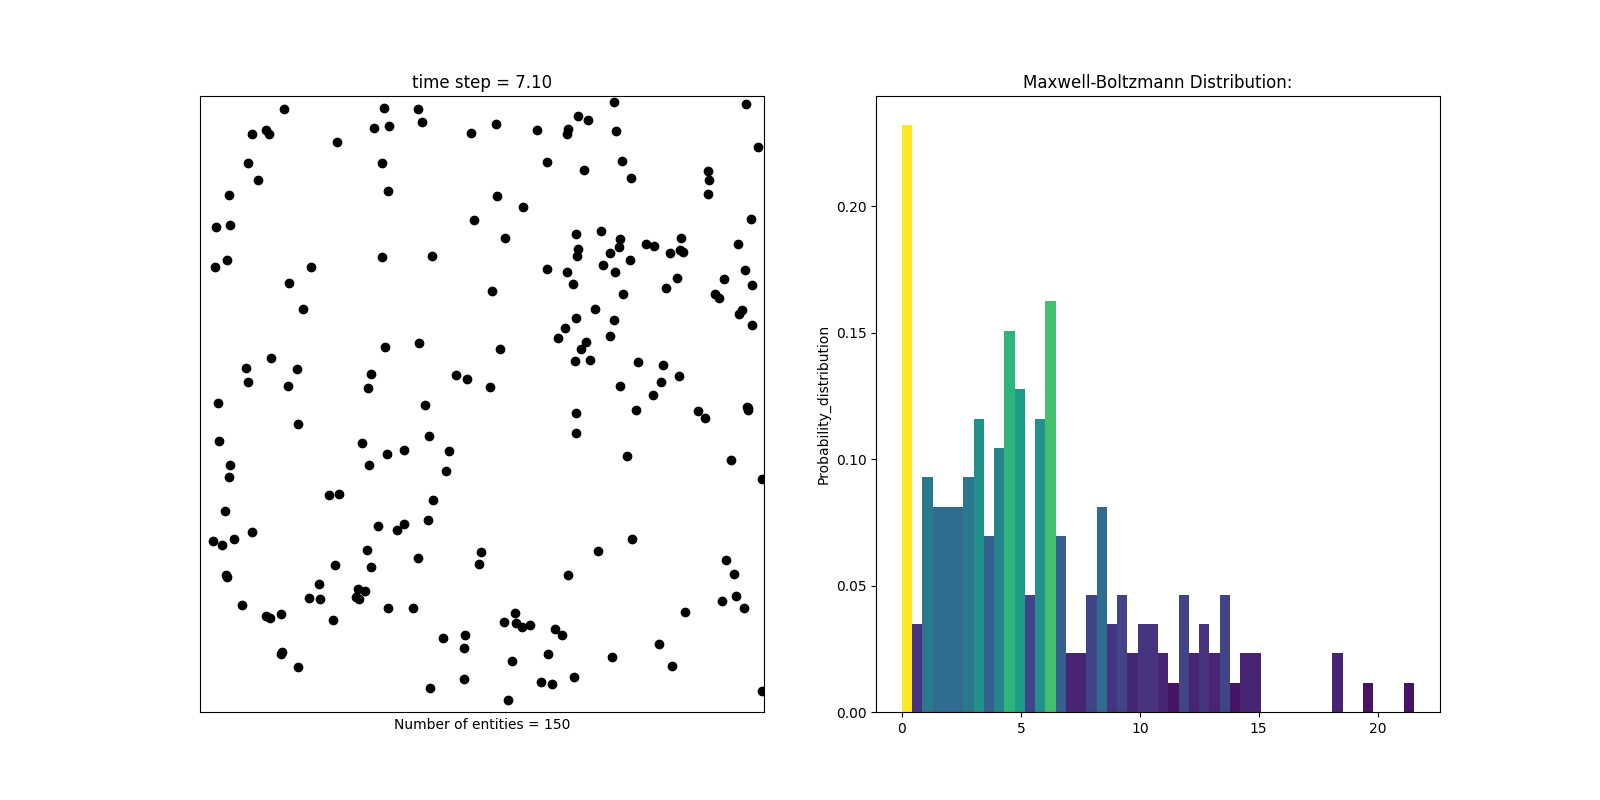 time step = 7.10
Number of entities = 150
Maxwell-Boltzmann Distribution:
Probability_distribution
0.20
0.15
0.10
0.05
0.00
0 5 10 15 20